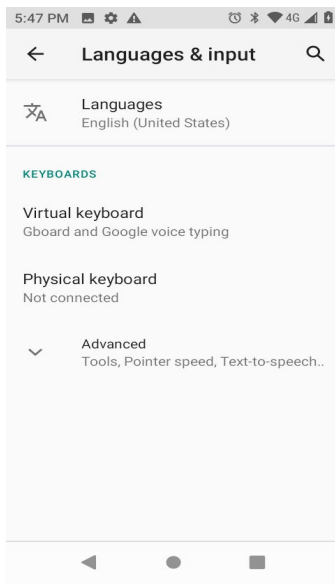 5:47 PM 4G
Languages & input
Languages
English (United States)
KEYBOARDS
Virtual keyboard
Gboard and Google voice typing
Physical keyboard
Not connected
Advanced
Tools, Pointer speed, Text-to-speech..